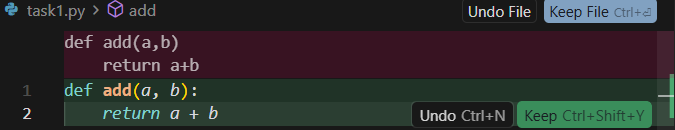 task1.py > add
Undo File Keep File Ctrl+⏎
def add(a,b)
    return a+b
1 def add(a, b):
2     return a + b
Undo Ctrl+N Keep Ctrl+Shift+Y